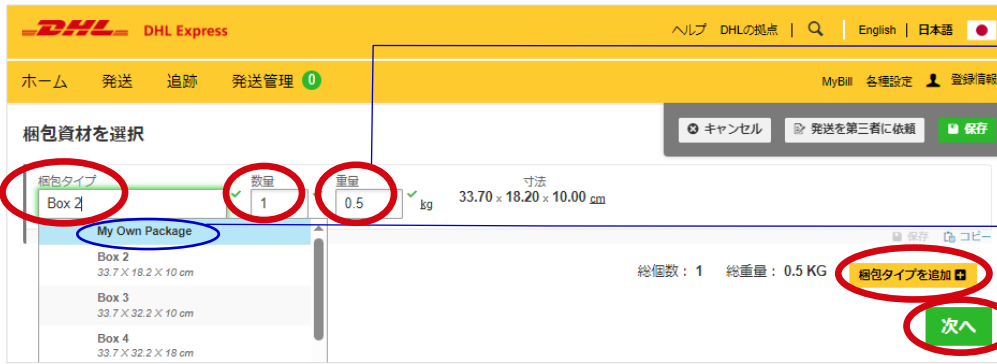 DHL DHL Express ヘルプ DHLの拠点 | English | 日本語
ホーム 発送 追跡 発送管理 0 MyBill 各種設定 登録情報
梱包資材を選択 キャンセル 発送を第三者に依頼 保存
梱包タイプ 数量 重量 寸法
Box 2 1 0.5 kg 33.70 x 18.20 x 10.00 cm
My Own Package
保存 コピー
Box 2
33.7 X 18.2 X 10 cm
総個数： 1 総重量： 0.5 KG 梱包タイプを追加
Box 3
33.7 X 32.2 X 10 cm
次へ
Box 4
33.7 X 32.2 X 18 cm